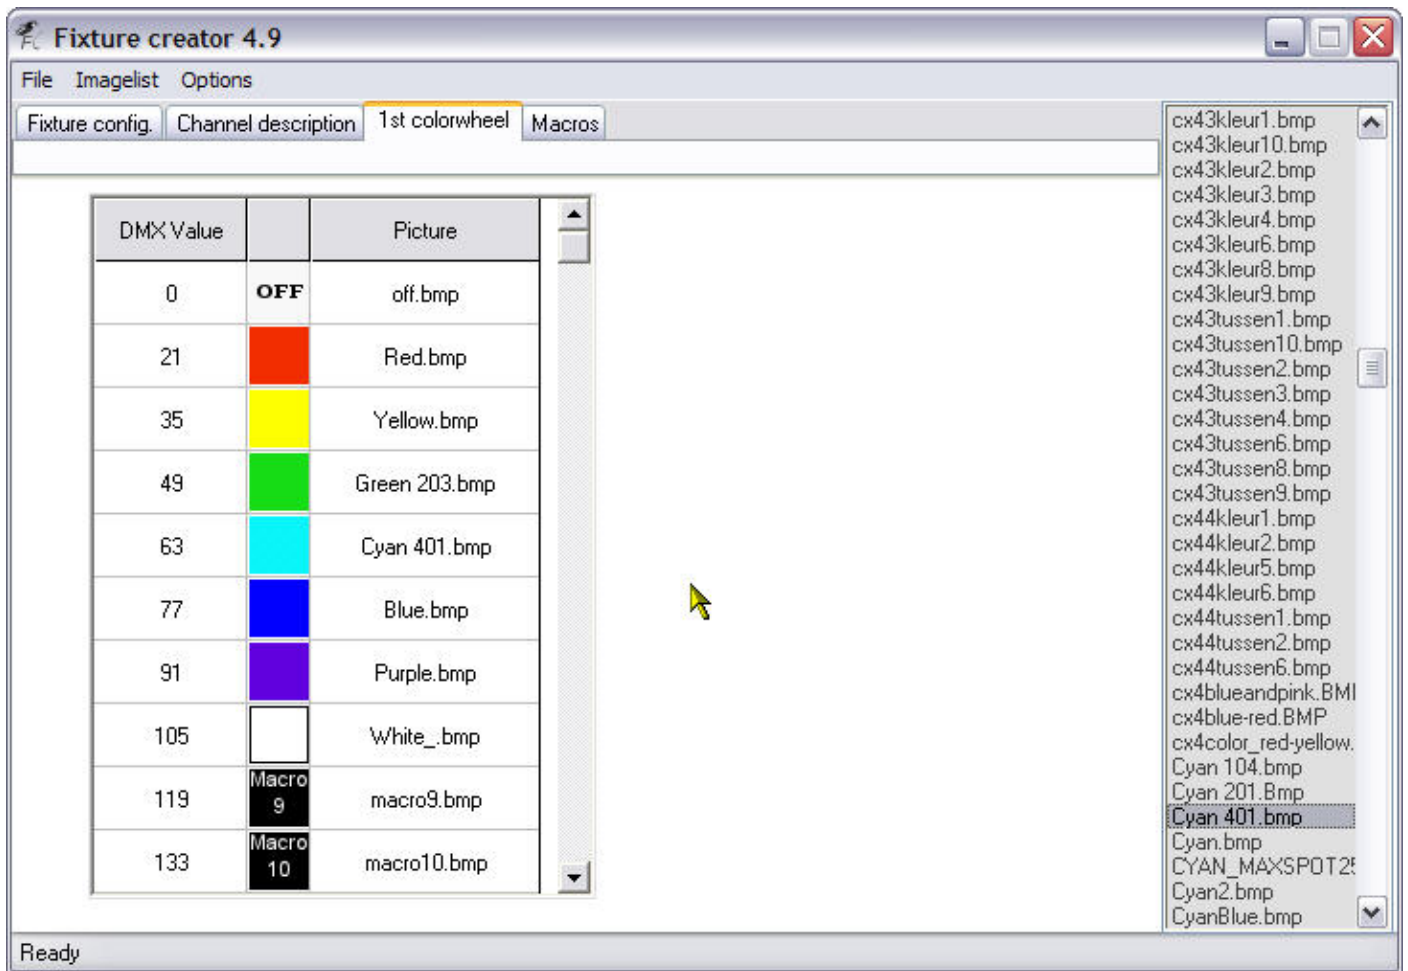 Fixture creator 4.9
File Imagelist Options
Fixture config. Channel description 1st colorwheel Macros
DMX Value Picture
0 OFF off.bmp
21 Red.bmp
35 Yellow.bmp
49 Green 203.bmp
63 Cyan 401.bmp
77 Blue.bmp
91 Purple.bmp
105 White_.bmp
119 Macro 9 macro9.bmp
133 Macro 10 macro10.bmp
cx43kleur1.bmp
cx43kleur10.bmp
cx43kleur2.bmp
cx43kleur3.bmp
cx43kleur4.bmp
cx43kleur6.bmp
cx43kleur8.bmp
cx43kleur9.bmp
cx43tussen1.bmp
cx43tussen10.bmp
cx43tussen2.bmp
cx43tussen3.bmp
cx43tussen4.bmp
cx43tussen6.bmp
cx43tussen8.bmp
cx43tussen9.bmp
cx44kleur1.bmp
cx44kleur2.bmp
cx44kleur5.bmp
cx44kleur6.bmp
cx44tussen1.bmp
cx44tussen2.bmp
cx44tussen6.bmp
cx4blueandpink.BM
cx4blue-red.BMP
cx4color_red-yellow.
Cyan 104.bmp
Cyan 201.Bmp
Cyan 401.bmp
Cyan.bmp
CYAN_MAXSPOT25
Cyan2.bmp
CyanBlue.bmp
Ready